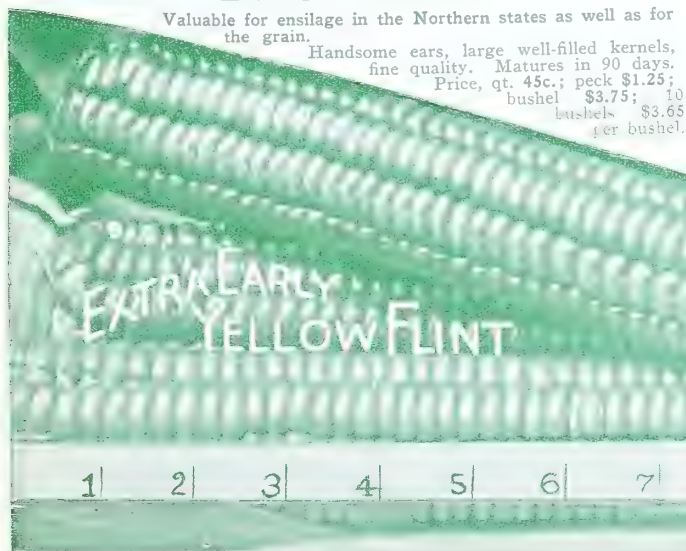 Valuable for ensilage in the Northern states as well as for
the grain.
Handsome ears, large well-filled kernels,
fine quality. Matures in 90 days.
Price, qt. 45c.; peck $1.25;
bushel $3.75; 10
bushels $3.65
per bushel.
EXTRA EARLY
YELLOW FLINT
1 2 3 4 5 6 7